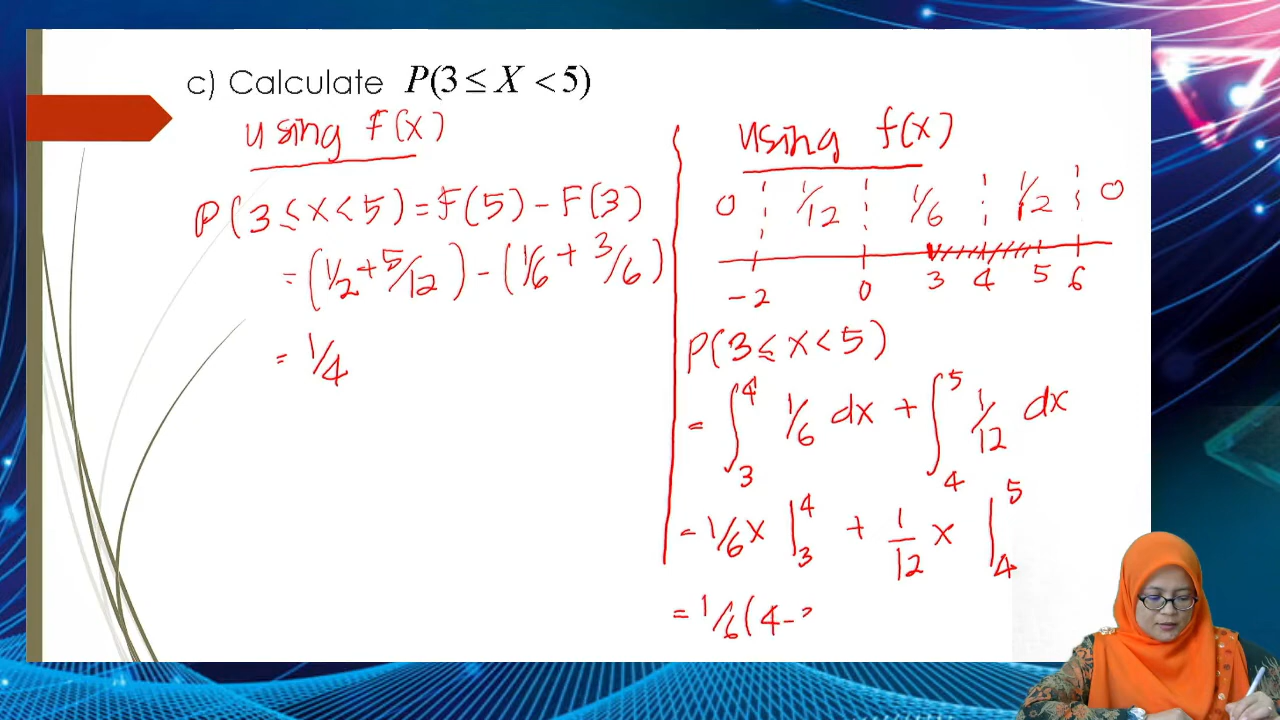 c) Calculate P(3 ≤ X < 5)
using F(x)
P(3 ≤ x < 5) = F(5) - F(3)
= (1/2 + 5/12) - (1/6 + 3/6)
= 1/4
using f(x)
0 1/12 1/6 1/12 0
-2 0 3 4 5 6
P(3 ≤ x < 5)
= ∫₃⁴ 1/6 dx + ∫₄⁵ 1/12 dx
= 1/6 x |₃⁴ + 1/12 x |₄⁵
= 1/6 (4-